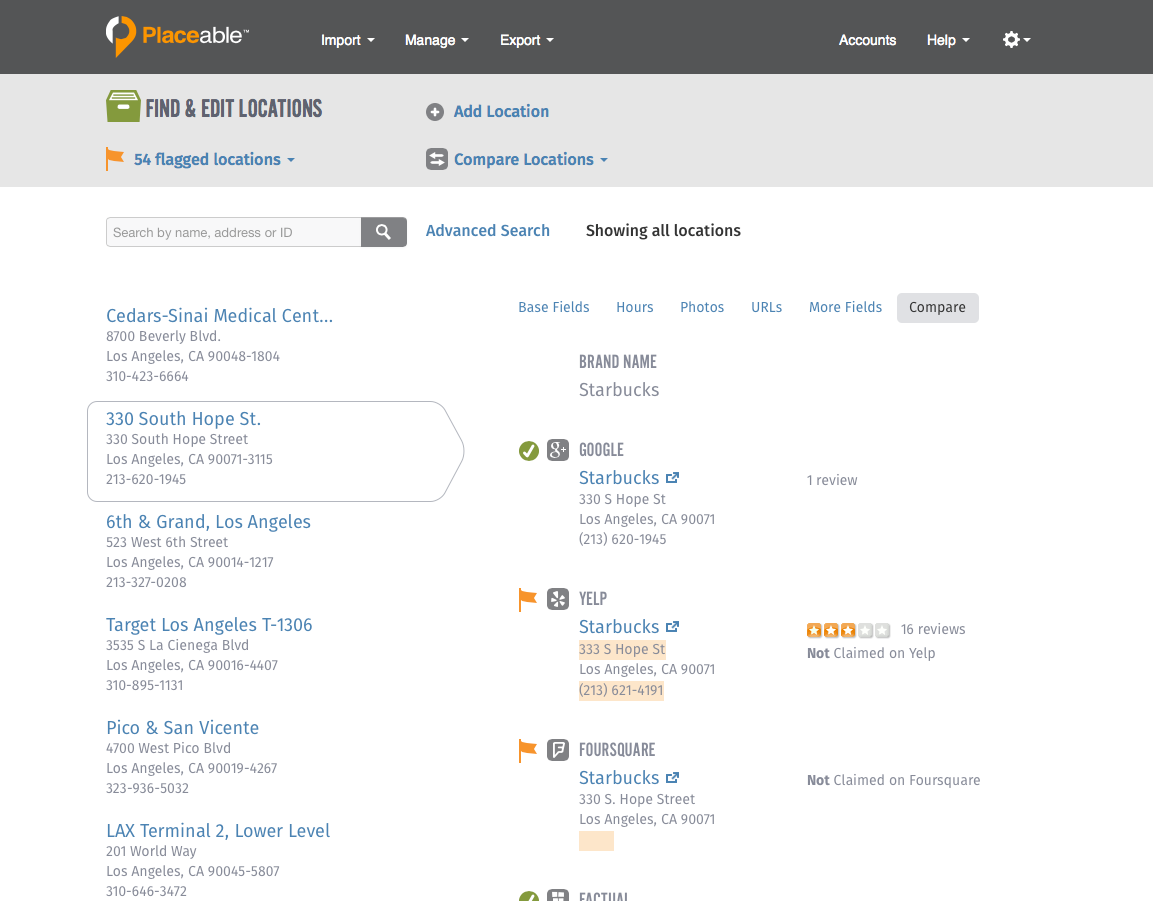 Placeable™
Import Manage Export Accounts Help
FIND & EDIT LOCATIONS
Add Location
54 flagged locations
Compare Locations
Search by name, address or ID
Advanced Search
Showing all locations
Cedars-Sinai Medical Cent...
8700 Beverly Blvd.
Los Angeles, CA 90048-1804
310-423-6664
330 South Hope St.
330 South Hope Street
Los Angeles, CA 90071-3115
213-620-1945
6th & Grand, Los Angeles
523 West 6th Street
Los Angeles, CA 90014-1217
213-327-0208
Target Los Angeles T-1306
3535 S La Cienega Blvd
Los Angeles, CA 90016-4407
310-895-1131
Pico & San Vicente
4700 West Pico Blvd
Los Angeles, CA 90019-4267
323-936-5032
LAX Terminal 2, Lower Level
201 World Way
Los Angeles, CA 90045-5807
310-646-3472
Base Fields Hours Photos URLs More Fields Compare
BRAND NAME
Starbucks
GOOGLE
Starbucks
330 S Hope St
Los Angeles, CA 90071
(213) 620-1945
1 review
YELP
Starbucks
333 S Hope St
Los Angeles, CA 90071
(213) 621-4191
16 reviews
Not Claimed on Yelp
FOURSQUARE
Starbucks
330 S. Hope Street
Los Angeles, CA 90071
Not Claimed on Foursquare
FACTUAL